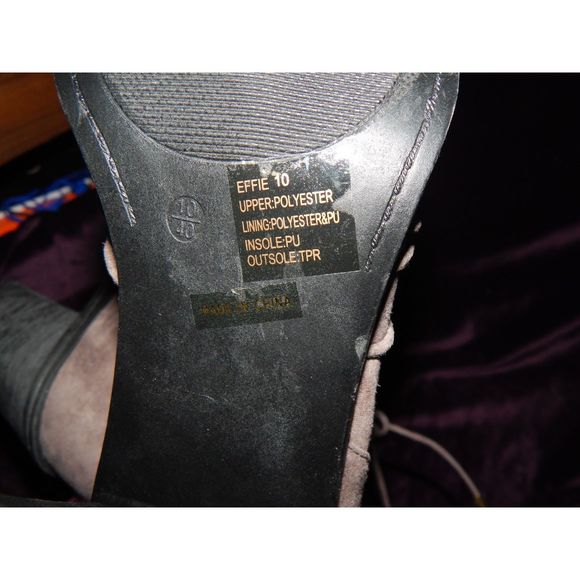 EFFIE 10
UPPER:POLYESTER
LINING:POLYESTER&PU
INSOLE:PU
OUTSOLE:TPR
10
40
MADE IN CHINA